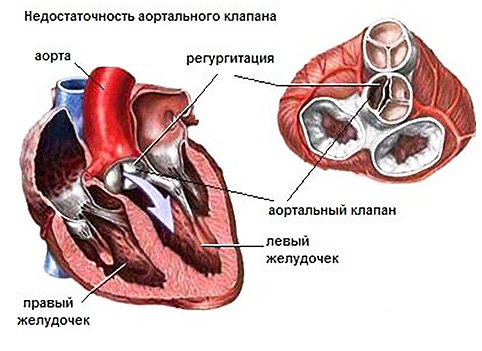 Недостаточность аортального клапана
аорта
регургитация
аортальный клапан
левый
желудочек
правый
желудочек